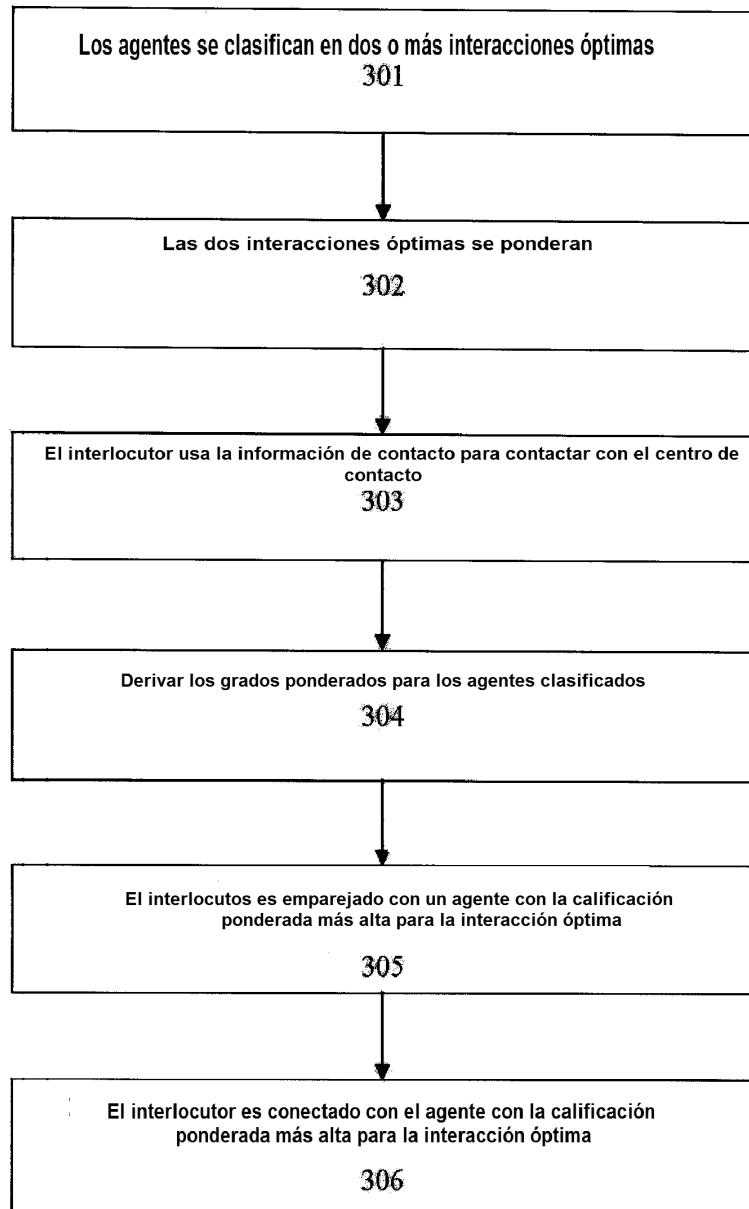 Los agentes se clasifican en dos o más interacciones óptimas
301
Las dos interacciones óptimas se ponderan
302
El interlocutor usa la información de contacto para contactar con el centro de
contacto
303
Derivar los grados ponderados para los agentes clasificados
304
El interlocutos es emparejado con un agente con la calificación
ponderada más alta para la interacción óptima
305
El interlocutor es conectado con el agente con la calificación
ponderada más alta para la interacción óptima
306